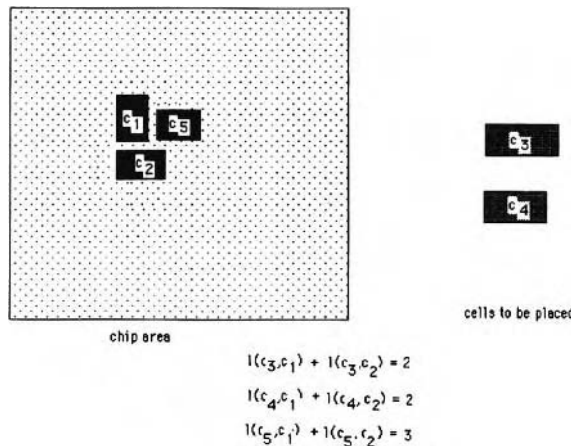 c1
c5
c2
c3
c4
chip area
cells to be placed
l(c3,c1) + l(c3,c2) = 2
l(c4,c1) + l(c4,c2) = 2
l(c5,c1) + l(c5,c2) = 3